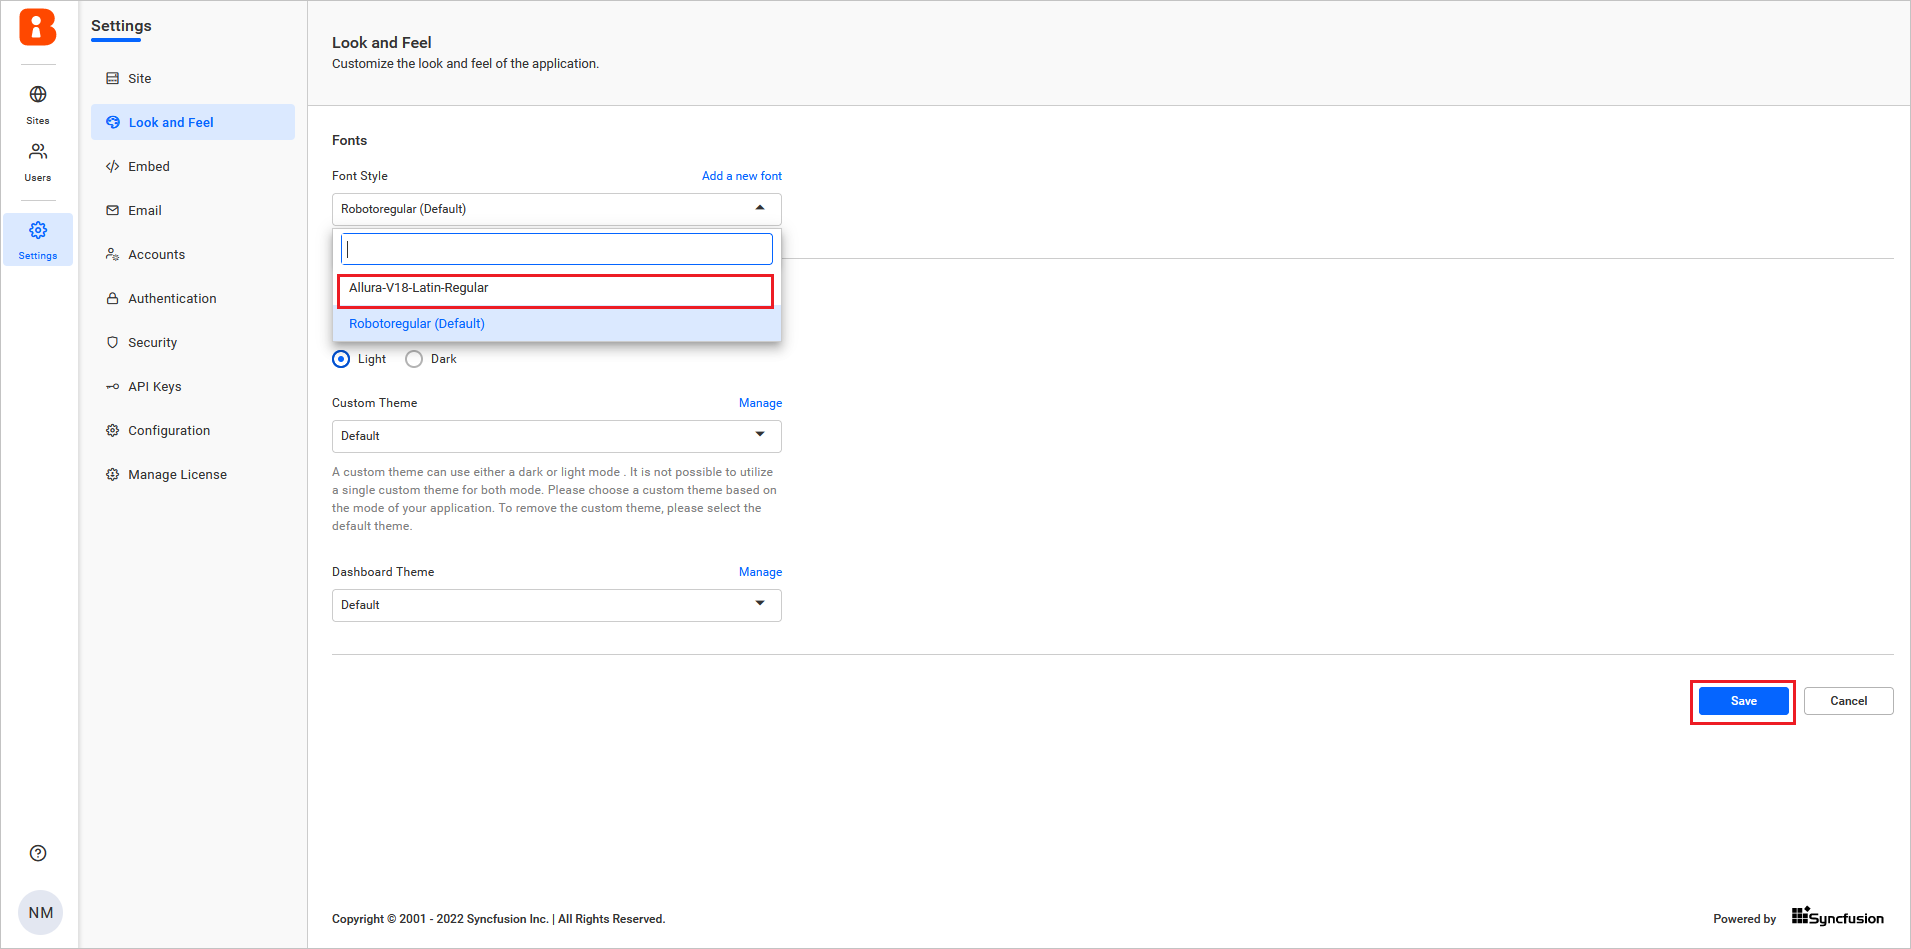 Sites
Users
Settings
NM
Settings
Site
Look and Feel
Embed
Email
Accounts
Authentication
Security
API Keys
Configuration
Manage License
Look and Feel
Customize the look and feel of the application.
Fonts
Font Style
Add a new font
Robotoregular (Default)
Allura-V18-Latin-Regular
Robotoregular (Default)
Light
Dark
Custom Theme
Manage
Default
A custom theme can use either a dark or light mode . It is not possible to utilize
a single custom theme for both mode. Please choose a custom theme based on
the mode of your application. To remove the custom theme, please select the
default theme.
Dashboard Theme
Manage
Default
Save
Cancel
Copyright © 2001 - 2022 Syncfusion Inc. | All Rights Reserved.
Powered by
Syncfusion